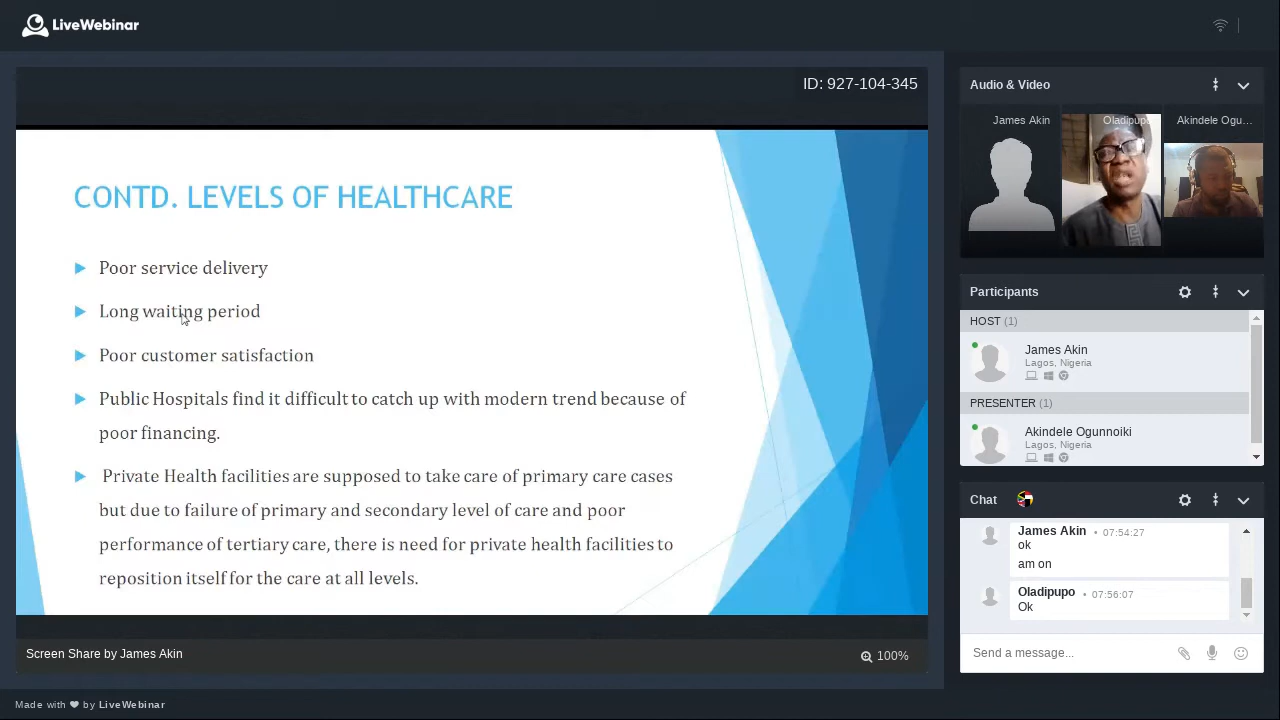 LiveWebinar
ID: 927-104-345
CONTD. LEVELS OF HEALTHCARE
Poor service delivery
Long waiting period
Poor customer satisfaction
Public Hospitals find it difficult to catch up with modern trend because of
poor financing.
Private Health facilities are supposed to take care of primary care cases
but due to failure of primary and secondary level of care and poor
performance of tertiary care, there is need for private health facilities to
reposition itself for the care at all levels.
Screen Share by James Akin
100%
Audio & Video
James Akin
Oladipupo
Akindele Ogu...
Participants
HOST (1)
James Akin
Lagos, Nigeria
PRESENTER (1)
Akindele Ogunnoiki
Lagos, Nigeria
Chat
James Akin • 07:54:27
ok
am on
Oladipupo • 07:56:07
Ok
Send a message...
Made with by LiveWebinar